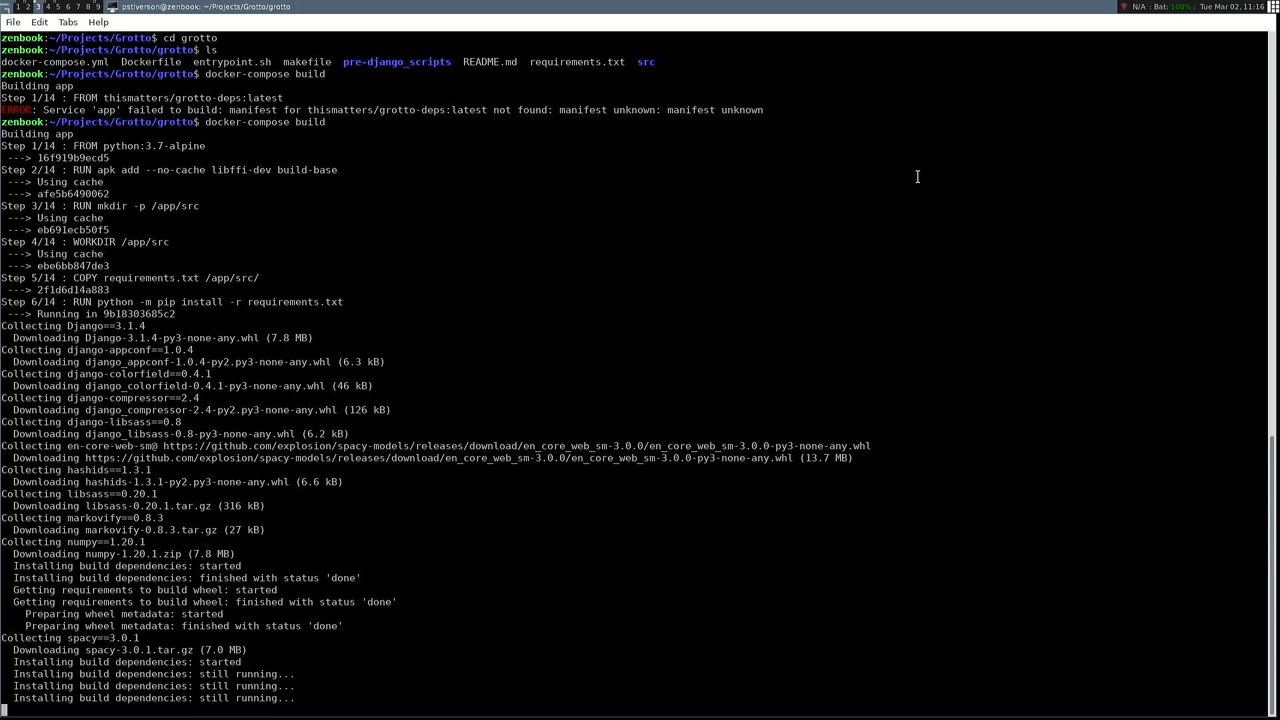 1 2 3 4 5 6 7 8 9 pstiverson@zenbook: ~/Projects/Grotto/grotto N/A : Bat: 100% : Tue Mar 02, 11:16
File Edit Tabs Help
zenbook:~/Projects/Grotto$ cd grotto
zenbook:~/Projects/Grotto/grotto$ ls
docker-compose.yml Dockerfile entrypoint.sh makefile pre-django_scripts README.md requirements.txt src
zenbook:~/Projects/Grotto/grotto$ docker-compose build
Building app
Step 1/14 : FROM thismatters/grotto-deps:latest
ERROR: Service 'app' failed to build: manifest for thismatters/grotto-deps:latest not found: manifest unknown: manifest unknown
zenbook:~/Projects/Grotto/grotto$ docker-compose build
Building app
Step 1/14 : FROM python:3.7-alpine
---> 16f919b9ecd5
Step 2/14 : RUN apk add --no-cache libffi-dev build-base
---> Using cache
---> afe5b6490062
Step 3/14 : RUN mkdir -p /app/src
---> Using cache
---> eb691ecb50f5
Step 4/14 : WORKDIR /app/src
---> Using cache
---> ebe6bb847de3
Step 5/14 : COPY requirements.txt /app/src/
---> 2f1d6d14a883
Step 6/14 : RUN python -m pip install -r requirements.txt
---> Running in 9b18303685c2
Collecting Django==3.1.4
Downloading Django-3.1.4-py3-none-any.whl (7.8 MB)
Collecting django-appconf==1.0.4
Downloading django_appconf-1.0.4-py2.py3-none-any.whl (6.3 kB)
Collecting django-colorfield==0.4.1
Downloading django_colorfield-0.4.1-py3-none-any.whl (46 kB)
Collecting django-compressor==2.4
Downloading django_compressor-2.4-py2.py3-none-any.whl (126 kB)
Collecting django-libsass==0.8
Downloading django_libsass-0.8-py3-none-any.whl (6.2 kB)
Collecting en-core-web-sm@ https://github.com/explosion/spacy-models/releases/download/en_core_web_sm-3.0.0/en_core_web_sm-3.0.0-py3-none-any.whl
Downloading https://github.com/explosion/spacy-models/releases/download/en_core_web_sm-3.0.0/en_core_web_sm-3.0.0-py3-none-any.whl (13.7 MB)
Collecting hashids==1.3.1
Downloading hashids-1.3.1-py2.py3-none-any.whl (6.6 kB)
Collecting libsass==0.20.1
Downloading libsass-0.20.1.tar.gz (316 kB)
Collecting markovify==0.8.3
Downloading markovify-0.8.3.tar.gz (27 kB)
Collecting numpy==1.20.1
Downloading numpy-1.20.1.zip (7.8 MB)
Installing build dependencies: started
Installing build dependencies: finished with status 'done'
Getting requirements to build wheel: started
Getting requirements to build wheel: finished with status 'done'
Preparing wheel metadata: started
Preparing wheel metadata: finished with status 'done'
Collecting spacy==3.0.1
Downloading spacy-3.0.1.tar.gz (7.0 MB)
Installing build dependencies: started
Installing build dependencies: still running...
Installing build dependencies: still running...
Installing build dependencies: still running...